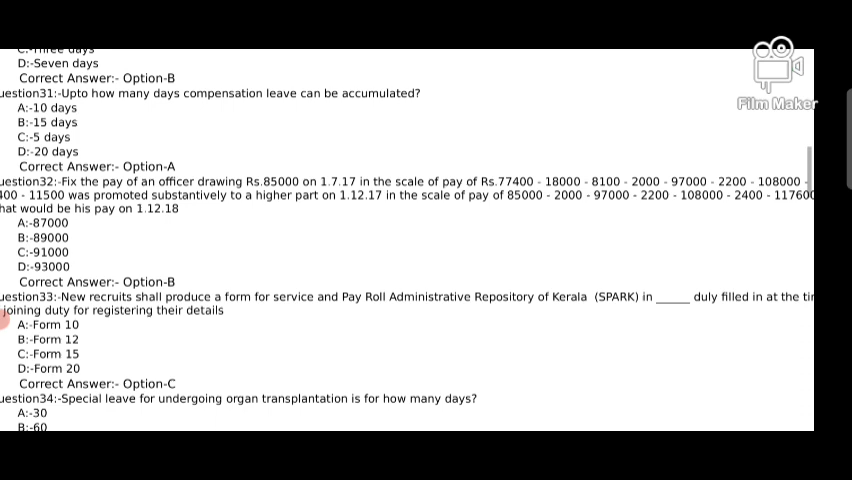 C:-Three days
D:-Seven days
Correct Answer:- Option-B
uestion31:-Upto how many days compensation leave can be accumulated?
A:-10 days
B:-15 days
C:-5 days
D:-20 days
Correct Answer:- Option-A
uestion32:-Fix the pay of an officer drawing Rs.85000 on 1.7.17 in the scale of pay of Rs.77400 - 18000 - 8100 - 2000 - 97000 - 2200 - 108000 -
400 - 11500 was promoted substantively to a higher part on 1.12.17 in the scale of pay of 85000 - 2000 - 97000 - 2200 - 108000 - 2400 - 117600
hat would be his pay on 1.12.18
A:-87000
B:-89000
C:-91000
D:-93000
Correct Answer:- Option-B
uestion33:-New recruits shall produce a form for service and Pay Roll Administrative Repository of Kerala (SPARK) in ______ duly filled in at the tim
joining duty for registering their details
A:-Form 10
B:-Form 12
C:-Form 15
D:-Form 20
Correct Answer:- Option-C
uestion34:-Special leave for undergoing organ transplantation is for how many days?
A:-30
B:-60
Film Maker